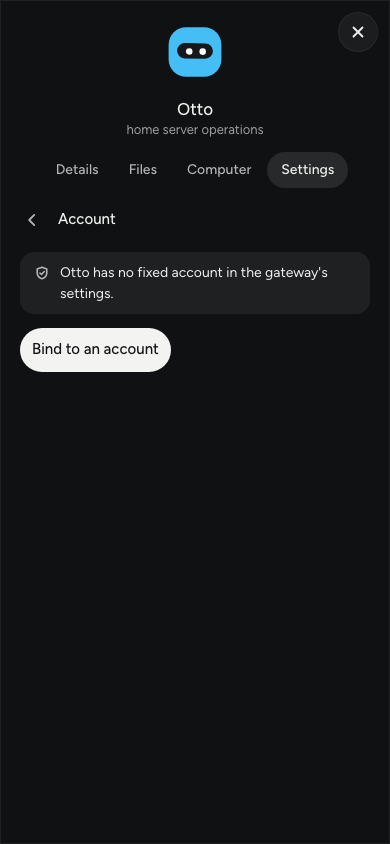 Otto
home server operations
Details
Files
Computer
Settings
Account
Otto has no fixed account in the gateway's
settings.
Bind to an account